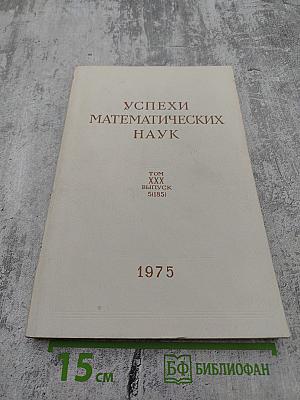 УСПЕХИ
МАТЕМАТИЧЕСКИХ
НАУК
ТОМ
XXX
ВЫПУСК
5(185)
1975
15 см
БФ БИБЛИОФАН